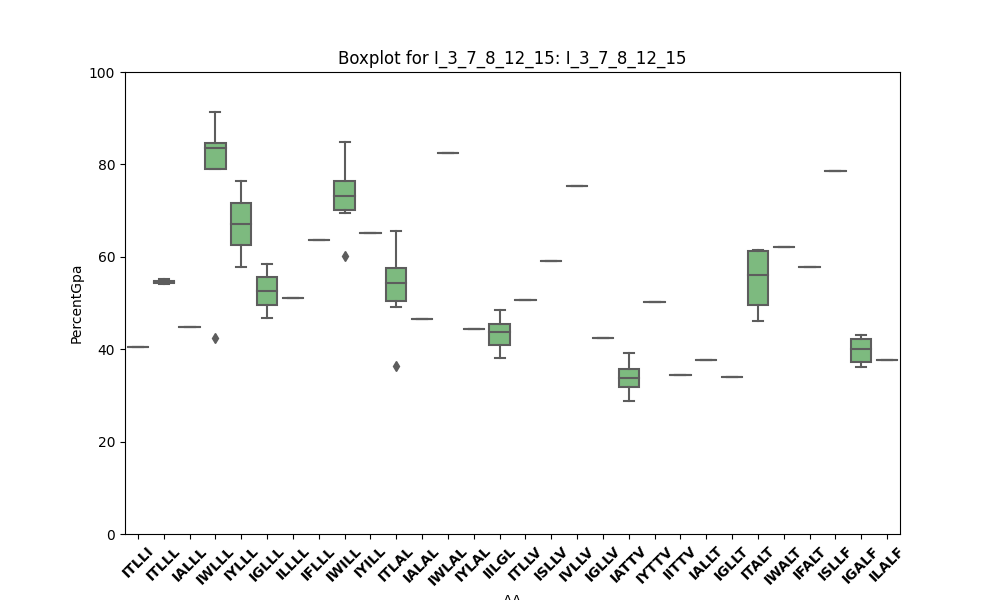 Boxplot for I_3_7_8_12_15: I_3_7_8_12_15
PercentGpa
100
80
60
40
20
0
ITLLI
ITLLL
IALLL
IWLLL
IYLLL
IGLLL
ILLLL
IFLLL
IWILL
IYILL
ITLAL
IALAL
IWLAL
IYLAL
IILGL
ITLLV
ISLLV
IVLLV
IGLLV
IATTV
IYTTV
IITTV
IALLT
IGLLT
ITALT
IWALT
IFALT
ISLLF
IGALF
ILALF
AA